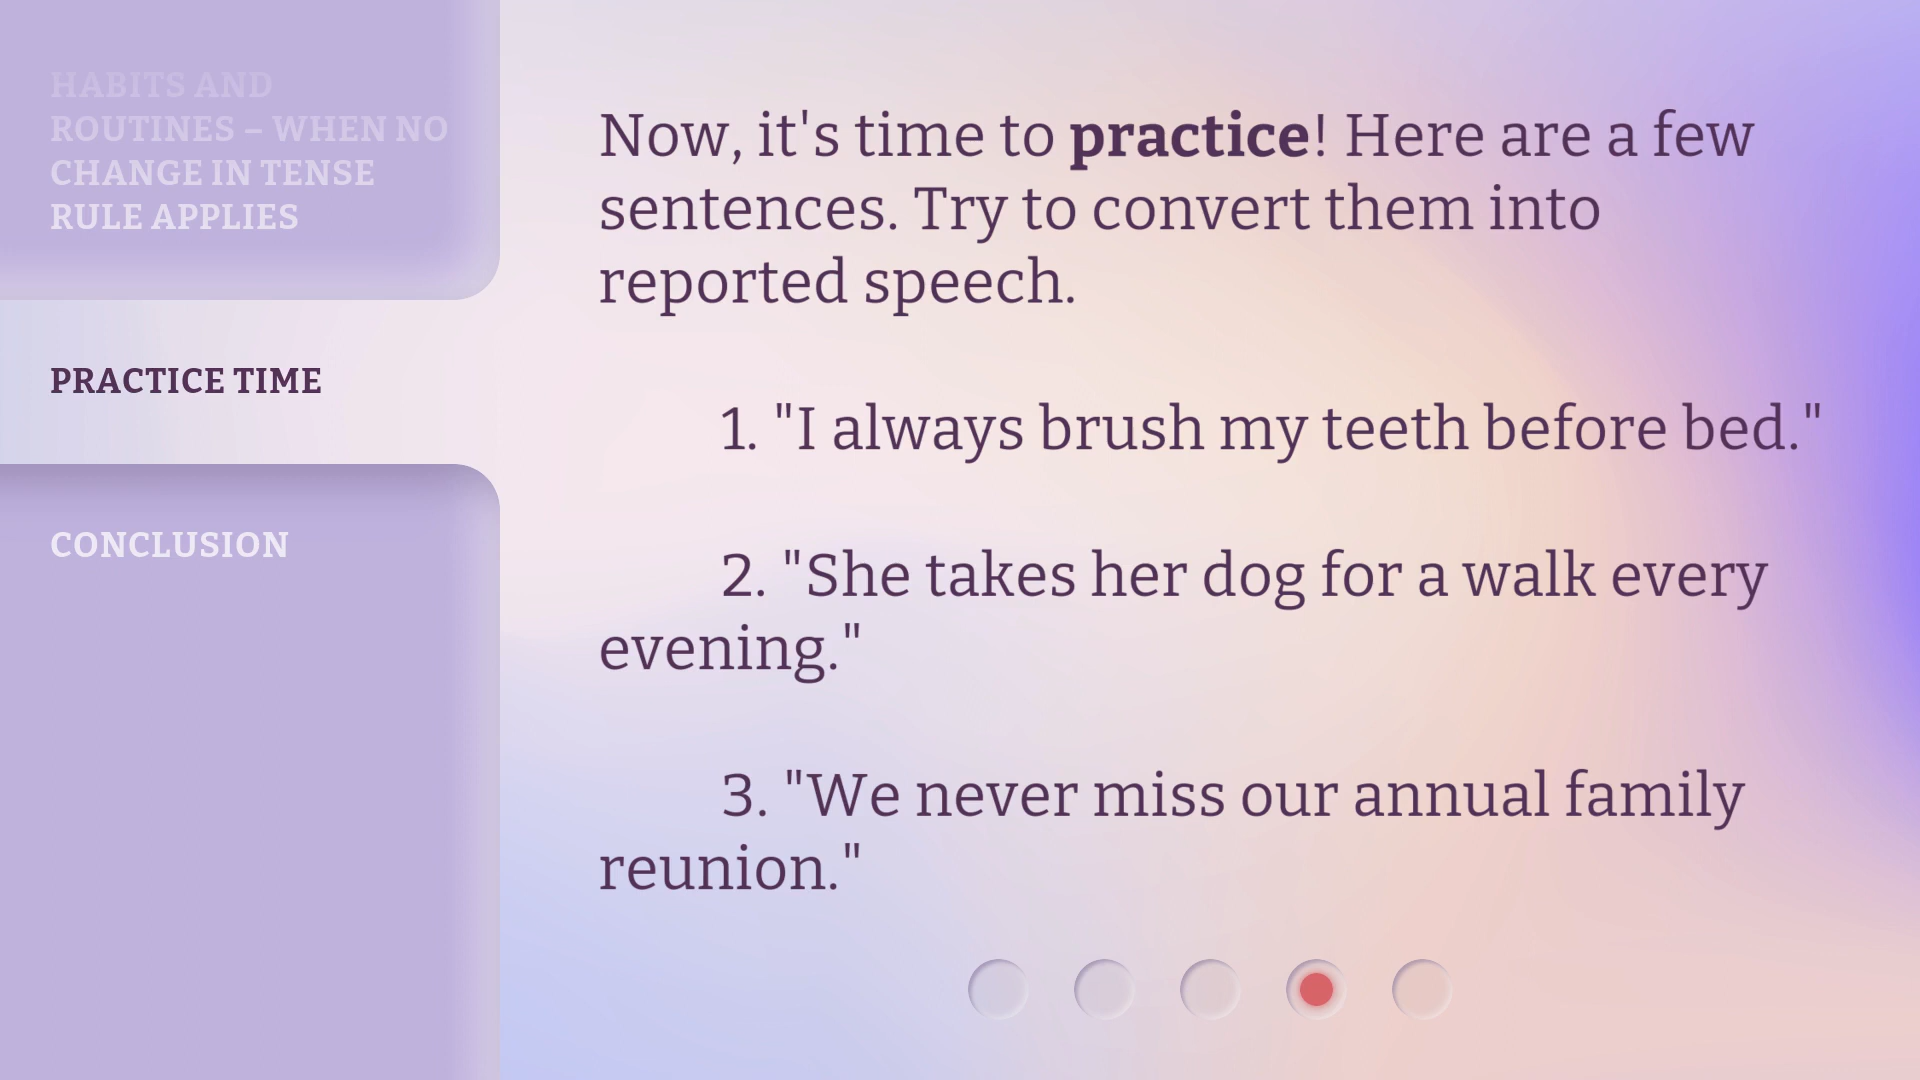 HABITS AND
ROUTINES – WHEN NO
CHANGE IN TENSE
RULE APPLIES
PRACTICE TIME
CONCLUSION
Now, it's time to practice! Here are a few
sentences. Try to convert them into
reported speech.
1. "I always brush my teeth before bed."
2. "She takes her dog for a walk every
evening."
3. "We never miss our annual family
reunion."